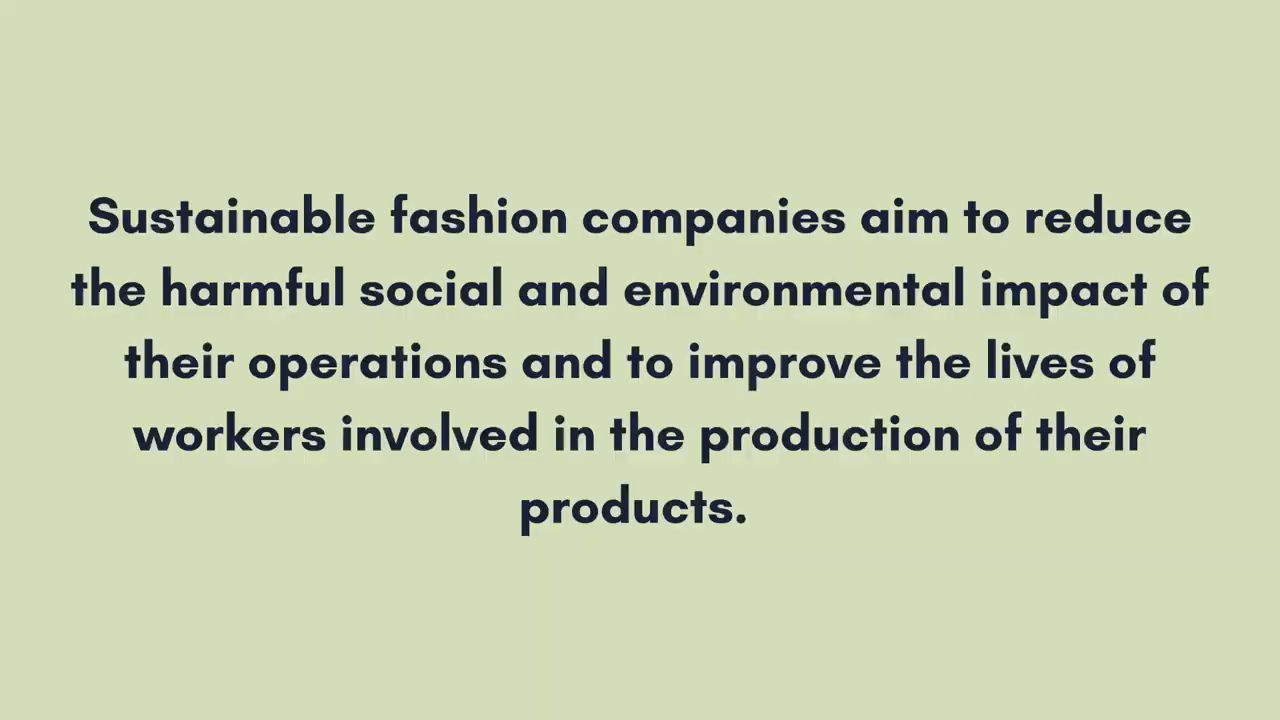 Sustainable fashion companies aim to reduce
the harmful social and environmental impact of
their operations and to improve the lives of
workers involved in the production of their
products.